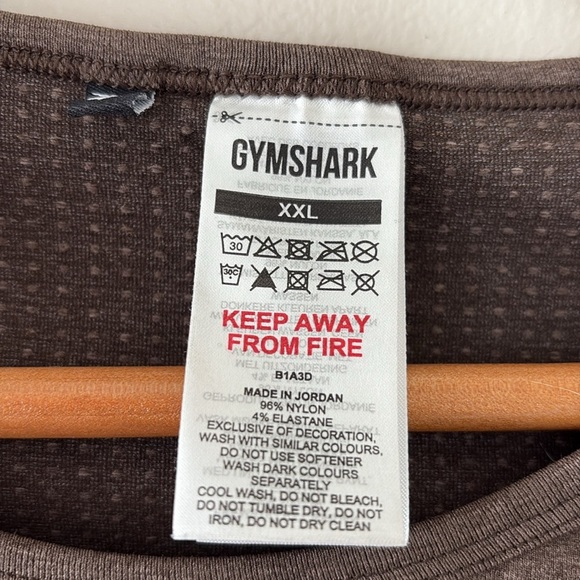 GYMSHARK
XXL
30
30C
KEEP AWAY
FROM FIRE
B1A3D
MADE IN JORDAN
96% NYLON
4% ELASTANE
EXCLUSIVE OF DECORATION,
WASH WITH SIMILAR COLOURS,
DO NOT USE SOFTENER
WASH DARK COLOURS
SEPARATELY
COOL WASH, DO NOT BLEACH,
DO NOT TUMBLE DRY, DO NOT
IRON, DO NOT DRY CLEAN